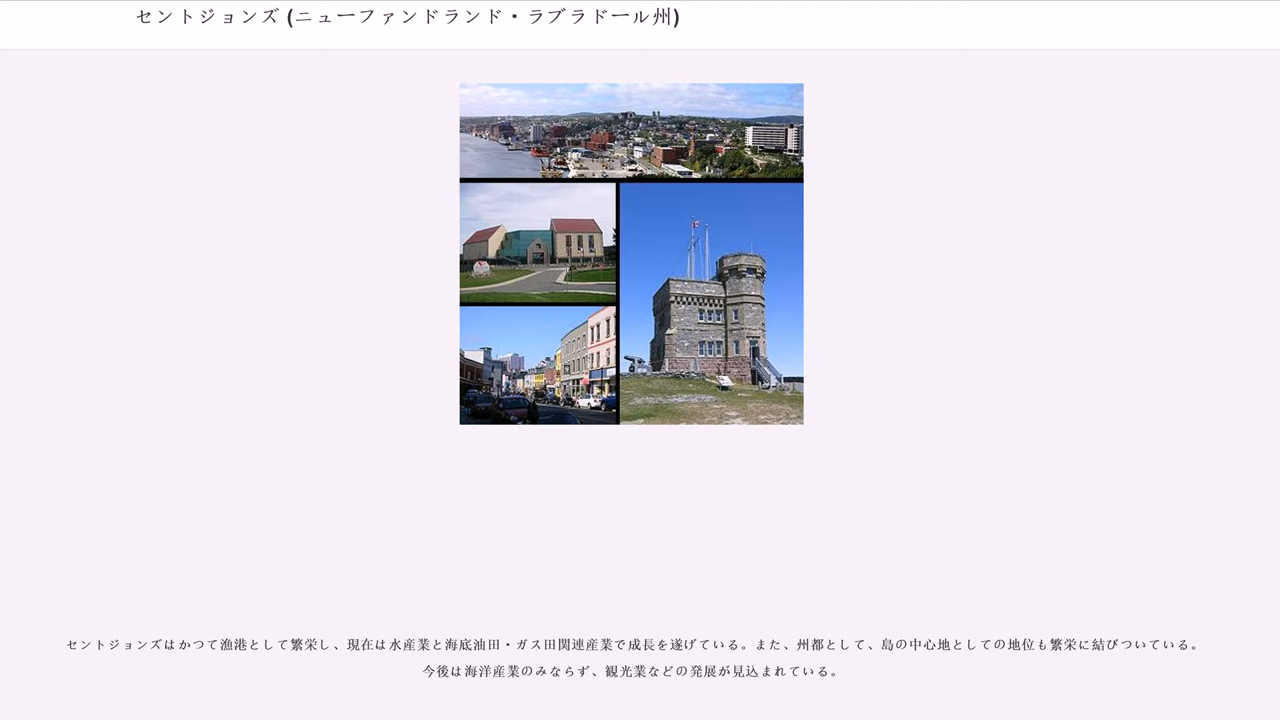 セントジョンズ (ニューファンドランド・ラブラドール州)
セントジョンズはかつて漁港として繁栄し、現在は水産業と海底油田・ガス田関連産業で成長を遂げている。また、州都として、島の中心地としての地位も繁栄に結びついている。
今後は海洋産業のみならず、観光業などの発展が見込まれている。